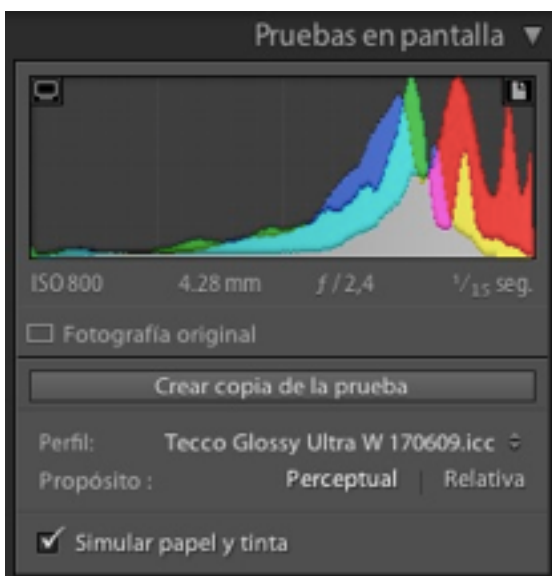 Pruebas en pantalla
ISO 800 4.28 mm ƒ / 2,4 1/15 seg.
Fotografía original
Crear copia de la prueba
Perfil: Tecco Glossy Ultra W 170609.icc
Propósito : Perceptual Relativa
Simular papel y tinta